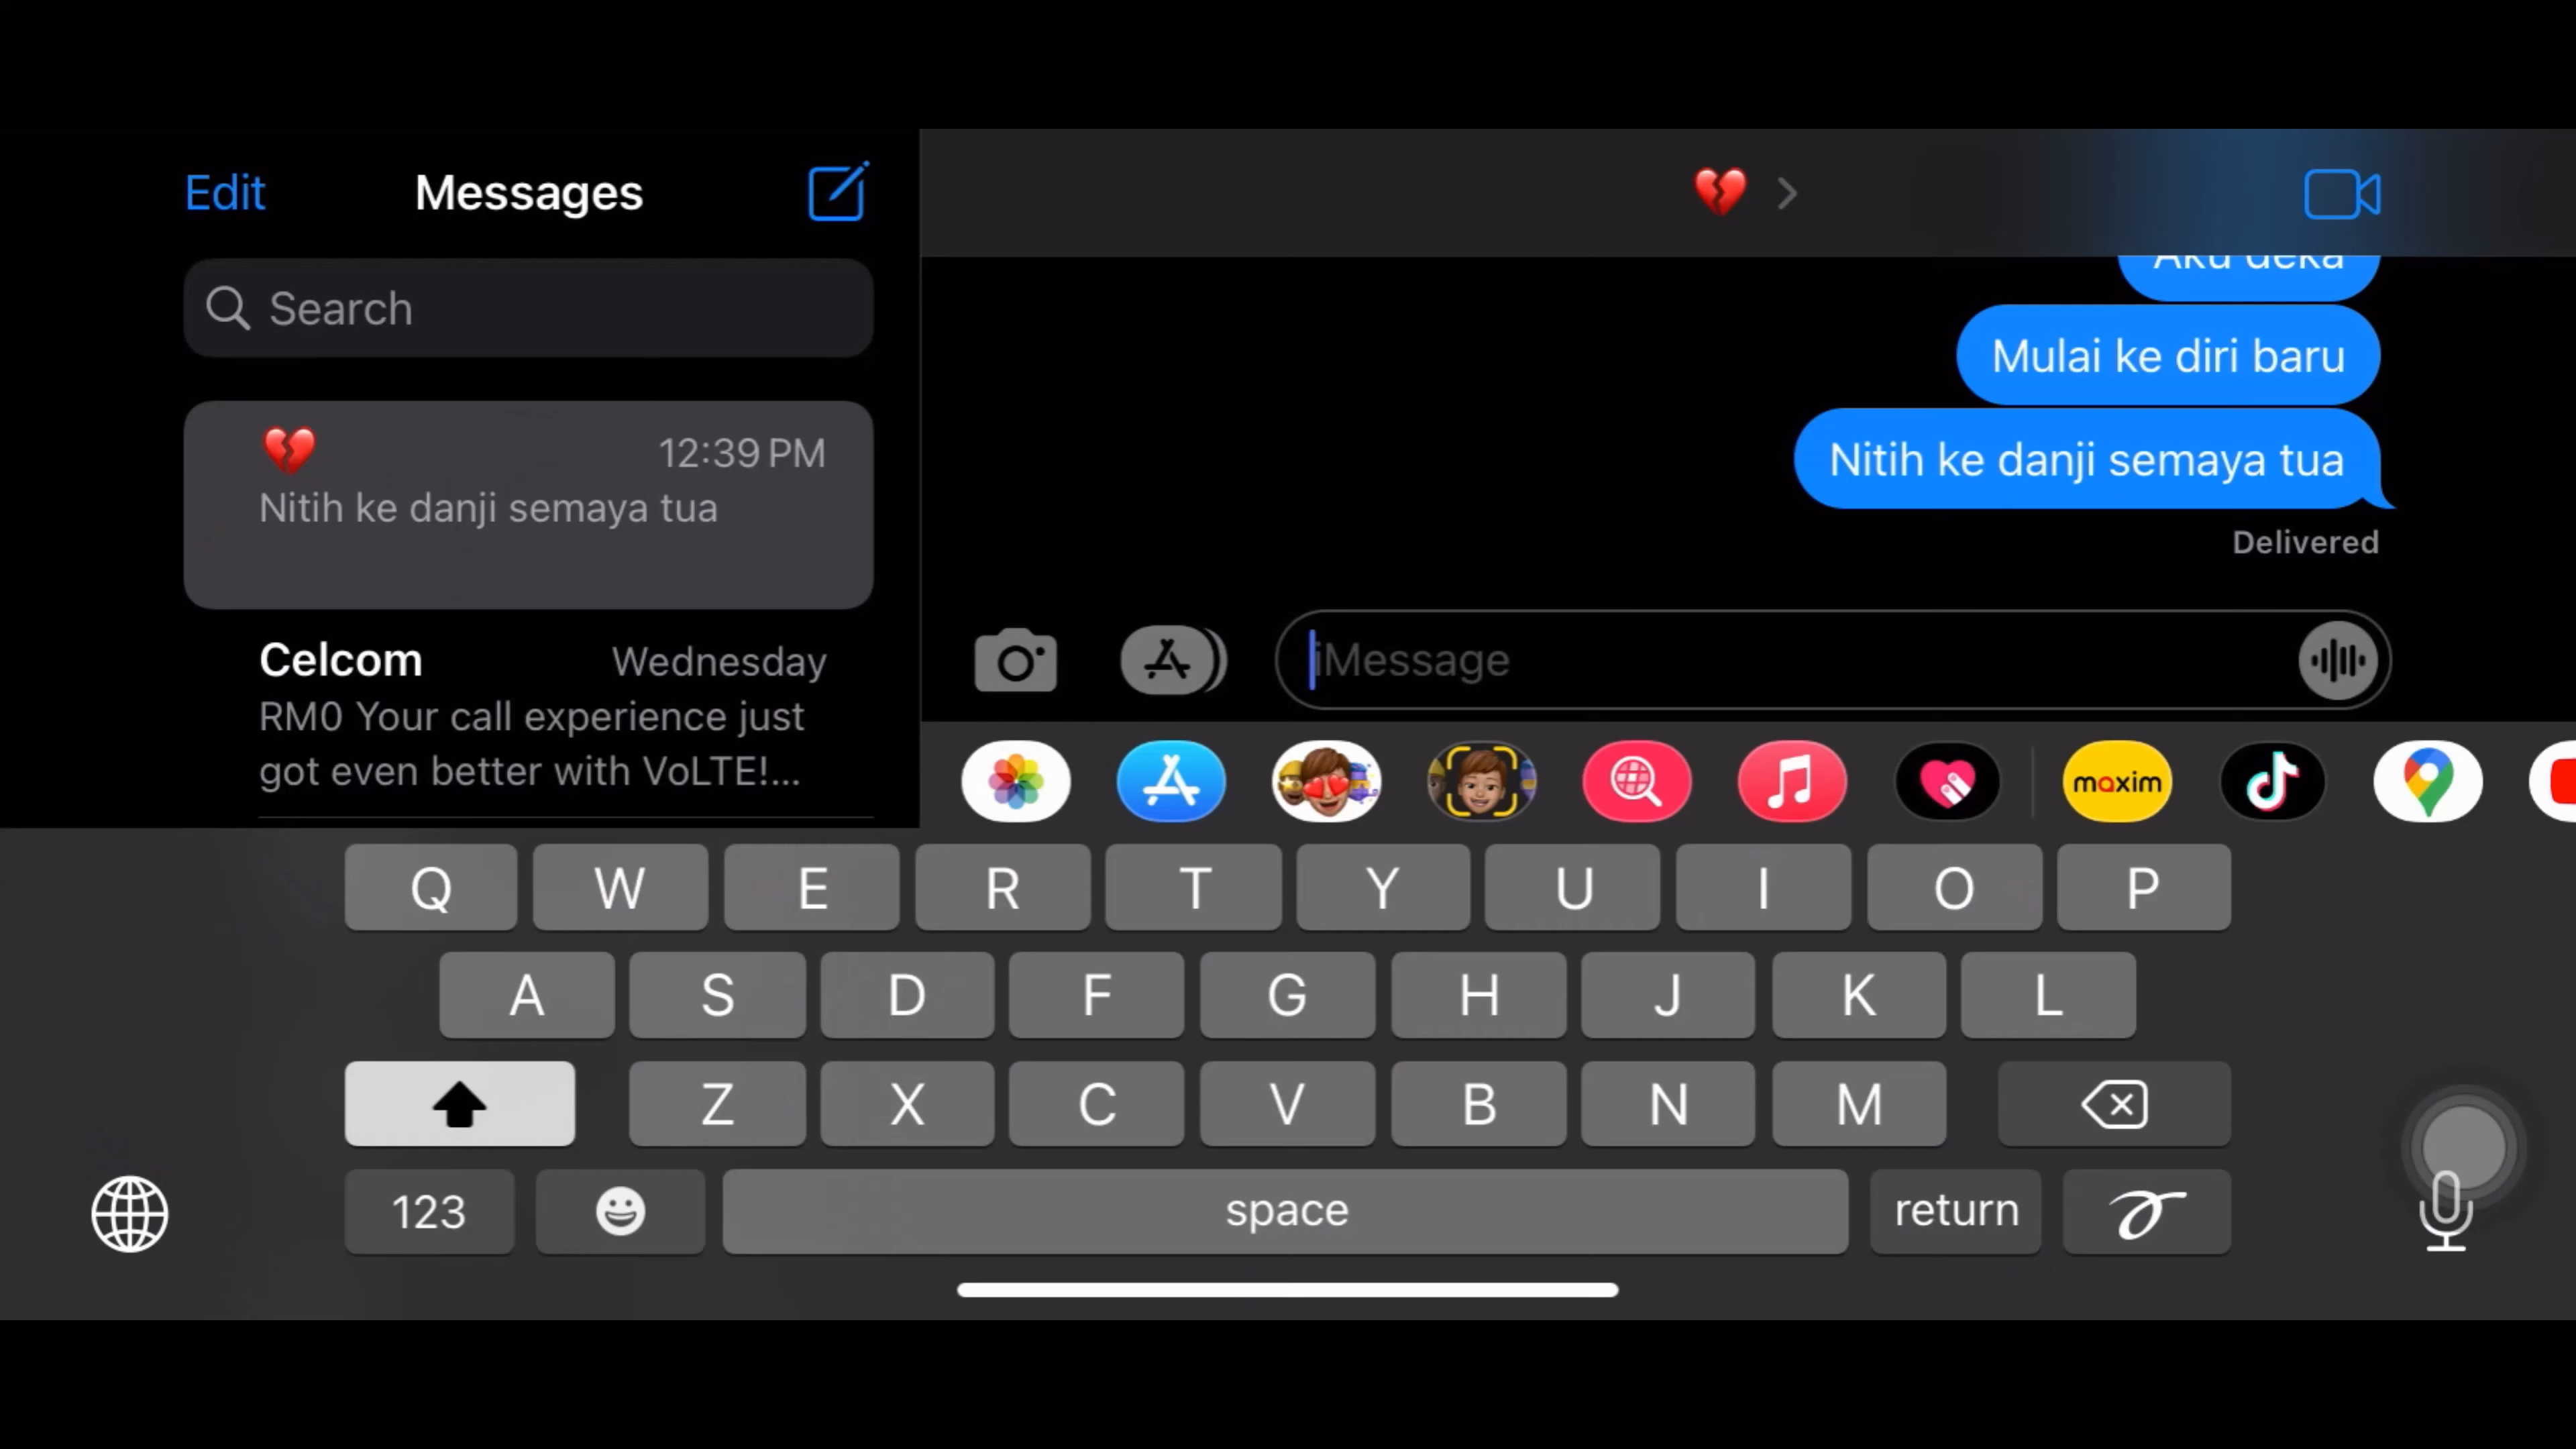 Edit
Messages
Search
💔
12:39 PM
Nitih ke danji semaya tua
Celcom
Wednesday
RM0 Your call experience just
got even better with VoLTE!...
💔
Aku deka
Mulai ke diri baru
Nitih ke danji semaya tua
Delivered
iMessage
maxim
Q W E R T Y U I O P
A S D F G H J K L
Z X C V B N M
123
space
return